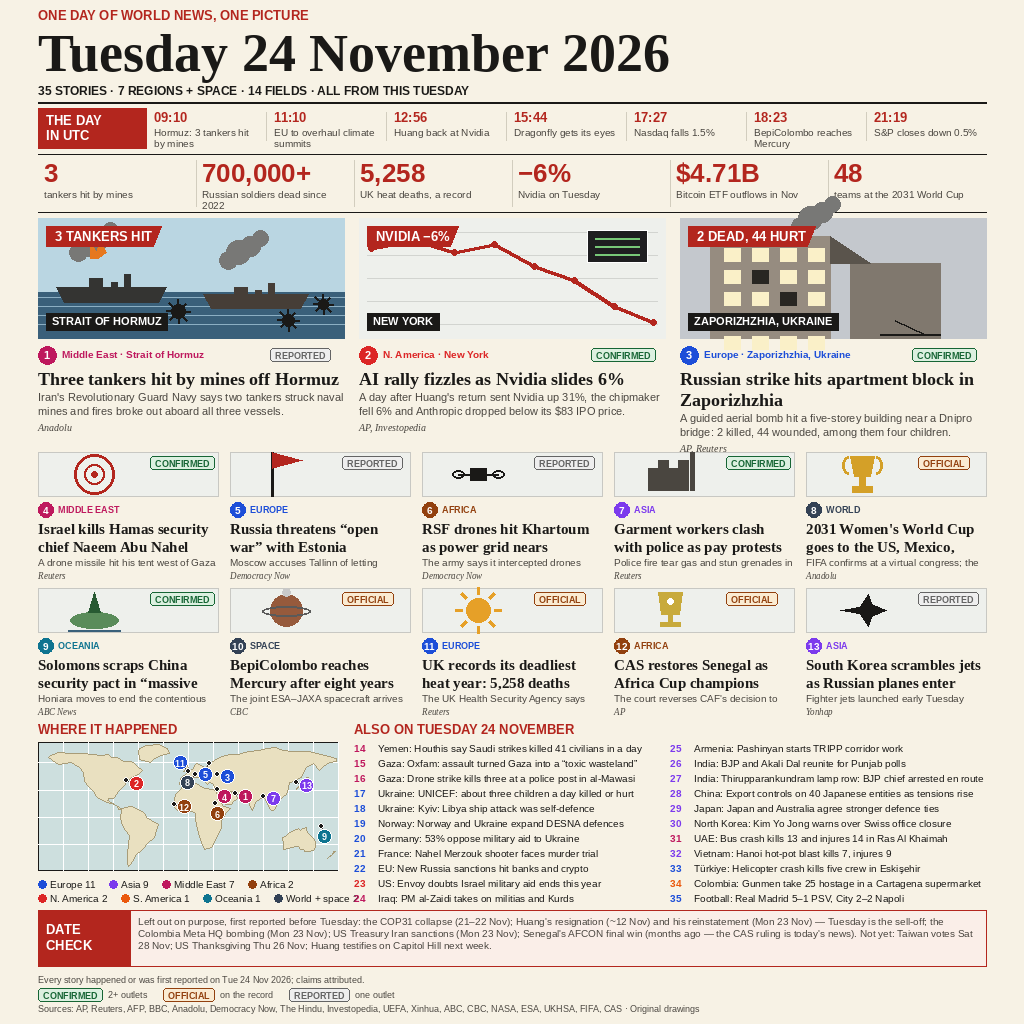 ONE DAY OF WORLD NEWS, ONE PICTURE
Tuesday 24 November 2026
35 STORIES · 7 REGIONS + SPACE · 14 FIELDS · ALL FROM THIS TUESDAY
THE DAY
IN UTC
09:10
Hormuz: 3 tankers hit
by mines
11:10
EU to overhaul climate
summits
12:56
Huang back at Nvidia
15:44
Dragonfly gets its eyes
17:27
Nasdaq falls 1.5%
18:23
BepiColombo reaches
Mercury
21:19
S&P closes down 0.5%
3
tankers hit by mines
700,000+
Russian soldiers dead since
2022
5,258
UK heat deaths, a record
−6%
Nvidia on Tuesday
$4.71B
Bitcoin ETF outflows in Nov
48
teams at the 2031 World Cup
3 TANKERS HIT
STRAIT OF HORMUZ
NVIDIA −6%
NEW YORK
2 DEAD, 44 HURT
ZAPORIZHZHIA, UKRAINE
1 Middle East · Strait of Hormuz REPORTED
Three tankers hit by mines off Hormuz
Iran's Revolutionary Guard Navy says two tankers struck naval
mines and fires broke out aboard all three vessels.
Anadolu
2 N. America · New York CONFIRMED
AI rally fizzles as Nvidia slides 6%
A day after Huang's return sent Nvidia up 31%, the chipmaker
fell 6% and Anthropic dropped below its $83 IPO price.
AP, Investopedia
3 Europe · Zaporizhzhia, Ukraine CONFIRMED
Russian strike hits apartment block in
Zaporizhzhia
A guided aerial bomb hit a five-storey building near a Dnipro
bridge: 2 killed, 44 wounded, among them four children.
AP, Reuters
CONFIRMED
4 MIDDLE EAST
Israel kills Hamas security
chief Naeem Abu Nahel
A drone missile hit his tent west of Gaza
Reuters
REPORTED
5 EUROPE
Russia threatens “open
war” with Estonia
Moscow accuses Tallinn of letting
Democracy Now
REPORTED
6 AFRICA
RSF drones hit Khartoum
as power grid nears
The army says it intercepted drones
Democracy Now
CONFIRMED
7 ASIA
Garment workers clash
with police as pay protests
Police fire tear gas and stun grenades in
Reuters
OFFICIAL
8 WORLD
2031 Women's World Cup
goes to the US, Mexico,
FIFA confirms at a virtual congress; the
Anadolu
CONFIRMED
9 OCEANIA
Solomons scraps China
security pact in “massive
Honiara moves to end the contentious
ABC News
OFFICIAL
10 SPACE
BepiColombo reaches
Mercury after eight years
The joint ESA–JAXA spacecraft arrives
CBC
OFFICIAL
11 EUROPE
UK records its deadliest
heat year: 5,258 deaths
The UK Health Security Agency says
Reuters
OFFICIAL
12 AFRICA
CAS restores Senegal as
Africa Cup champions
The court reverses CAF's decision to
AP
REPORTED
13 ASIA
South Korea scrambles jets
as Russian planes enter
Fighter jets launched early Tuesday
Yonhap
WHERE IT HAPPENED
11
8
5
3
2
12
4
1
6
7
13
9
Europe 11 Asia 9 Middle East 7 Africa 2
N. America 2 S. America 1 Oceania 1 World + space 2
ALSO ON TUESDAY 24 NOVEMBER
14 Yemen: Houthis say Saudi strikes killed 41 civilians in a day
15 Gaza: Oxfam: assault turned Gaza into a “toxic wasteland”
16 Gaza: Drone strike kills three at a police post in al-Mawasi
17 Ukraine: UNICEF: about three children a day killed or hurt
18 Ukraine: Kyiv: Libya ship attack was self-defence
19 Norway: Norway and Ukraine expand DESNA defences
20 Germany: 53% oppose military aid to Ukraine
21 France: Nahel Merzouk shooter faces murder trial
22 EU: New Russia sanctions hit banks and crypto
23 US: Envoy doubts Israel military aid ends this year
24 Iraq: PM al-Zaidi takes on militias and Kurds
25 Armenia: Pashinyan starts TRIPP corridor work
26 India: BJP and Akali Dal reunite for Punjab polls
27 India: Thirupparankundram lamp row: BJP chief arrested en route
28 China: Export controls on 40 Japanese entities as tensions rise
29 Japan: Japan and Australia agree stronger defence ties
30 North Korea: Kim Yo Jong warns over Swiss peace conference
31 UAE: Bus crash kills 13 and injures 14 in Ras Al Khaimah
32 Vietnam: Hanoi hot-pot blast kills 7, injures 9
33 Türkiye: Helicopter crash kills five crew in Eskişehir
34 Colombia: Gunmen take 25 hostage in a Cartagena supermarket
35 Football: Real Madrid 5–1 PSV, City 2–2 Napoli
DATE
CHECK
Left out on purpose, first reported before Tuesday: the COP31 collapse (21–22 Nov); Huang's resignation (~12 Nov) and his reinstatement (Mon 23 Nov) — Tuesday is the sell-off; the
Colombia Meta HQ bombing (Mon 23 Nov); US Treasury Iran sanctions (Mon 23 Nov); Senegal's AFCON final win (months ago — the CAS ruling is today's news). Not yet: Taiwan votes Sat
28 Nov; US Thanksgiving Thu 26 Nov; Huang testifies on Capitol Hill next week.
Every story happened or was first reported on Tue 24 Nov 2026; claims attributed.
CONFIRMED 2+ outlets OFFICIAL on the record REPORTED one outlet
Sources: AP, Reuters, AFP, BBC, Anadolu, Democracy Now, The Hindu, Investopedia, UEFA, Xinhua, ABC, CBC, NASA, ESA, UKHSA, FIFA, CAS · Original drawings